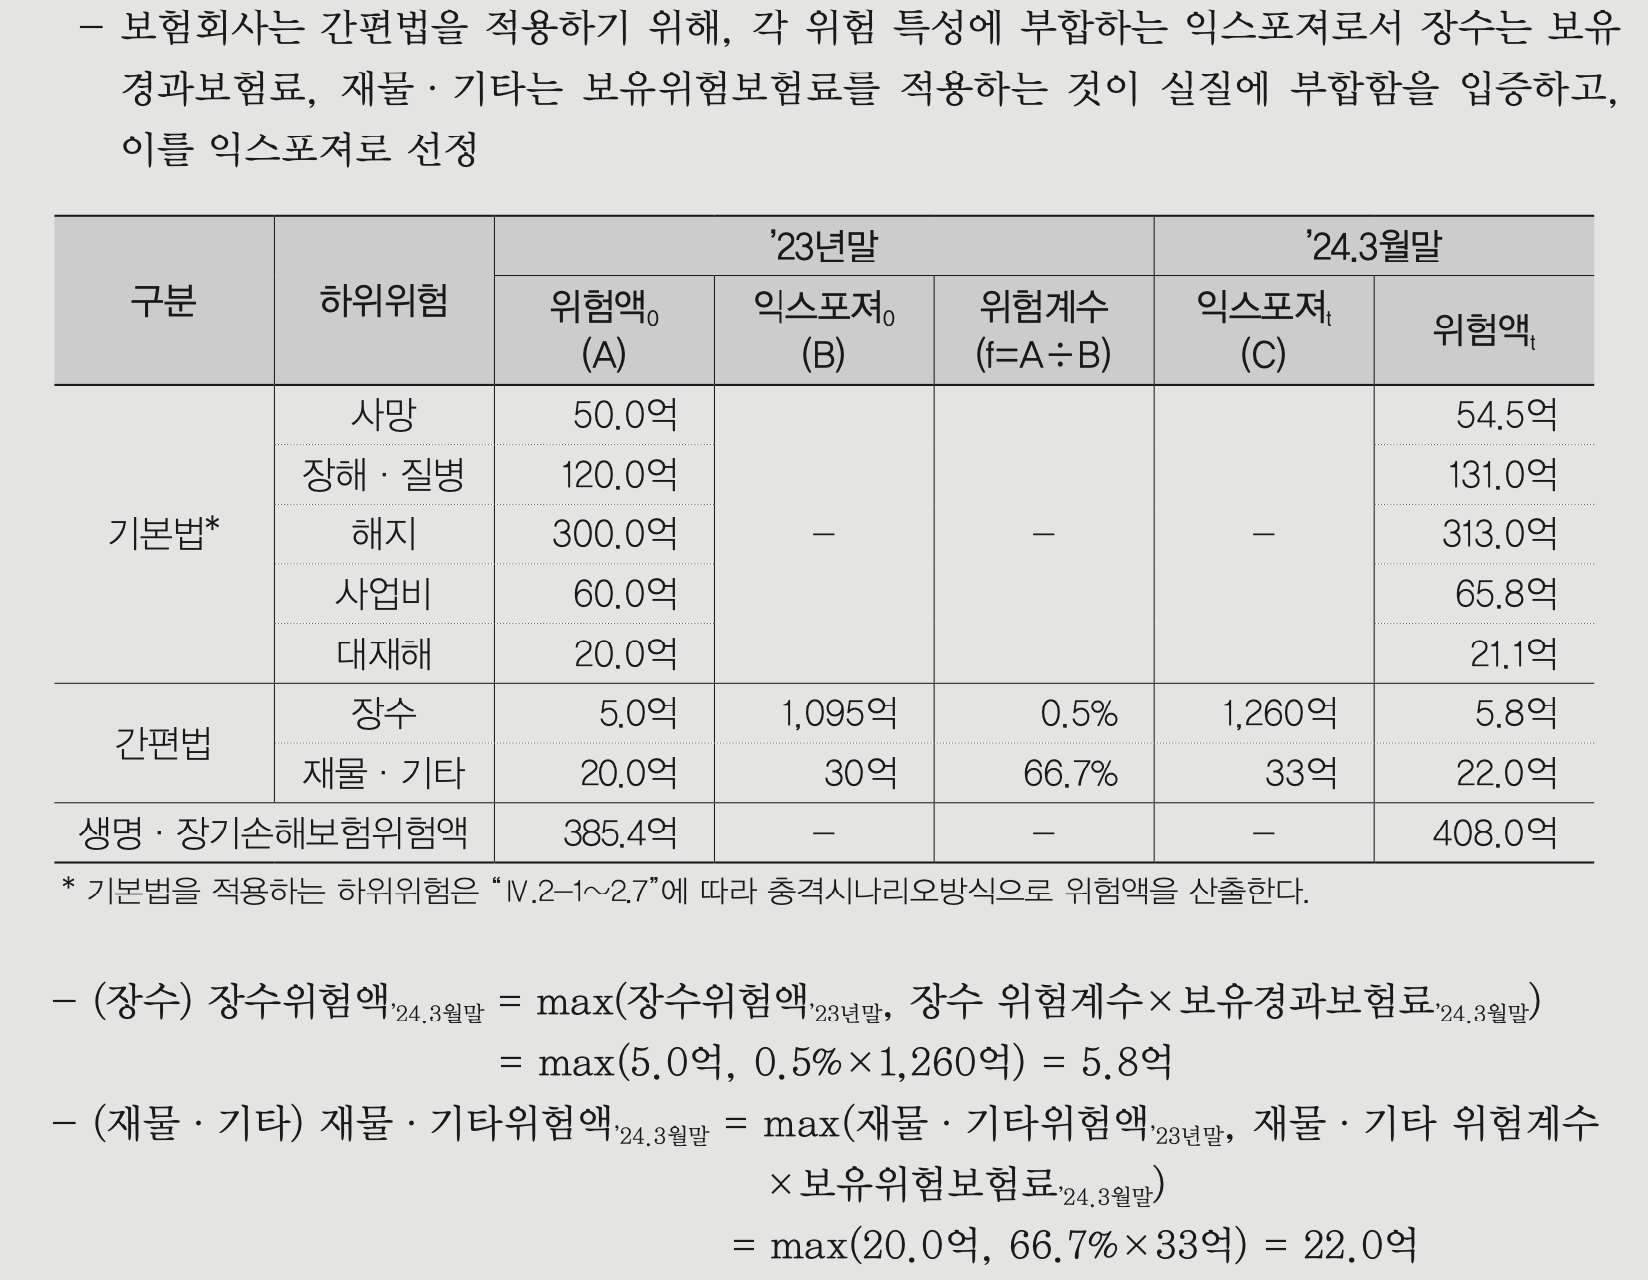 – 보험회사는 간편법을 적용하기 위해, 각 위험 특성에 부합하는 익스포져로서 장수는 보유
경과보험료, 재물 · 기타는 보유위험보험료를 적용하는 것이 실질에 부합함을 입증하고,
이를 익스포져로 선정
구분 하위위험 ’23년말 ’24.3월말
위험액0 (A) 익스포져0 (B) 위험계수 (f=A÷B) 익스포져t (C) 위험액t
기본법* 사망 50.0억 – – – 54.5억
장해 · 질병 120.0억 131.0억
해지 300.0억 313.0억
사업비 60.0억 65.8억
대재해 20.0억 21.1억
간편법 장수 5.0억 1,095억 0.5% 1,260억 5.8억
재물 · 기타 20.0억 30억 66.7% 33억 22.0억
생명 · 장기손해보험위험액 385.4억 – – – 408.0억
* 기본법을 적용하는 하위위험은 “Ⅳ.2–1~2.7”에 따라 충격시나리오방식으로 위험액을 산출한다.
– (장수) 장수위험액’24.3월말 = max(장수위험액’23년말, 장수 위험계수×보유경과보험료’24.3월말)
= max(5.0억, 0.5%×1,260억) = 5.8억
– (재물 · 기타) 재물 · 기타위험액’24.3월말 = max(재물 · 기타위험액’23년말, 재물 · 기타 위험계수
×보유위험보험료’24.3월말)
= max(20.0억, 66.7%×33억) = 22.0억